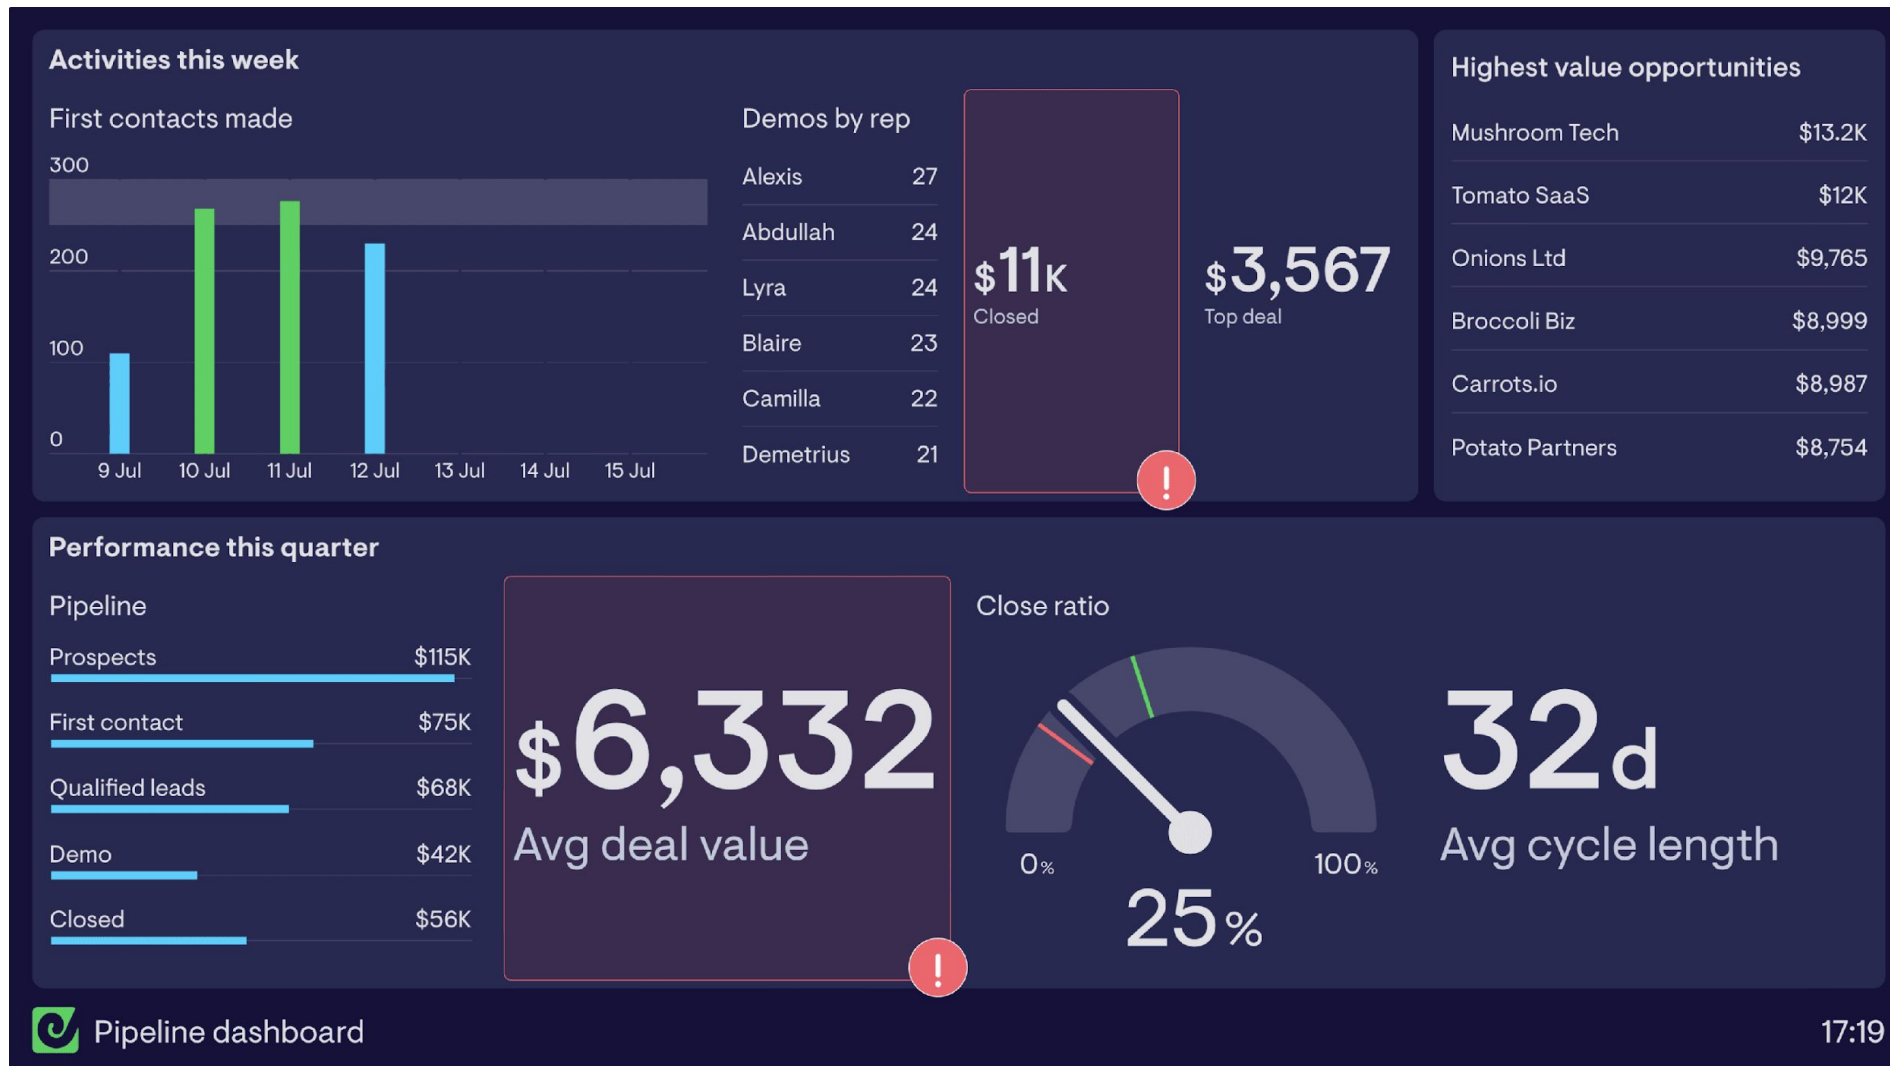 Activities this week
First contacts made
300
200
100
0
9 Jul 10 Jul 11 Jul 12 Jul 13 Jul 14 Jul 15 Jul
Demos by rep
Alexis 27
Abdullah 24
Lyra 24
Blaire 23
Camilla 22
Demetrius 21
$11K
Closed
!
$3,567
Top deal
Highest value opportunities
Mushroom Tech $13.2K
Tomato SaaS $12K
Onions Ltd $9,765
Broccoli Biz $8,999
Carrots.io $8,987
Potato Partners $8,754
Performance this quarter
Pipeline
Prospects $115K
First contact $75K
Qualified leads $68K
Demo $42K
Closed $56K
$6,332
Avg deal value
!
Close ratio
0% 100%
25%
32d
Avg cycle length
Pipeline dashboard
17:19